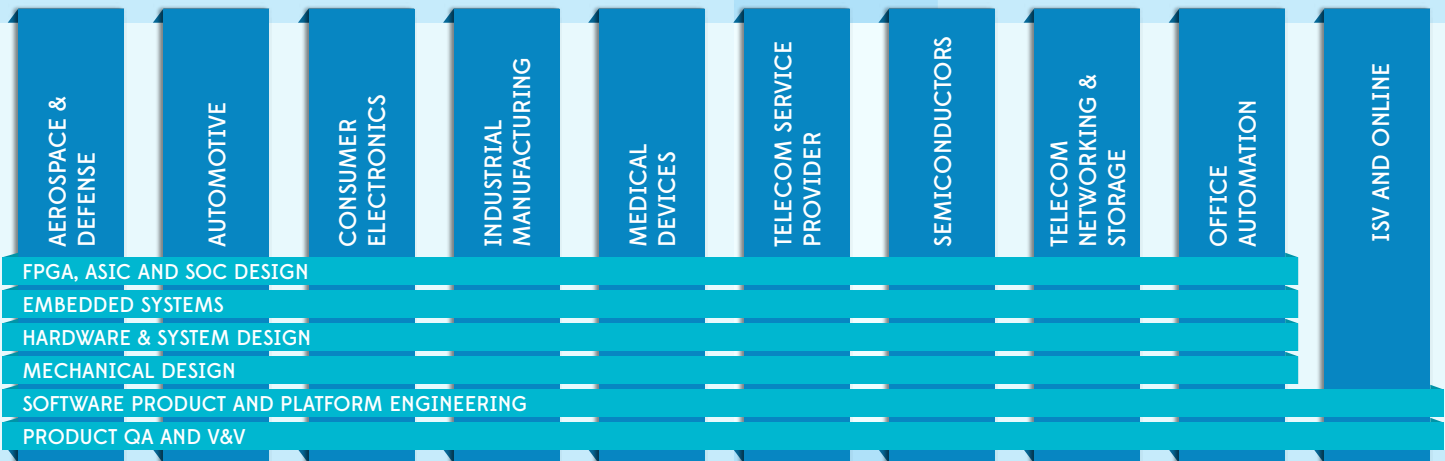 AEROSPACE &
DEFENSE
AUTOMOTIVE
CONSUMER
ELECTRONICS
INDUSTRIAL
MANUFACTURING
MEDICAL
DEVICES
TELECOM SERVICE
PROVIDER
SEMICONDUCTORS
TELECOM
NETWORKING &
STORAGE
OFFICE
AUTOMATION
ISV AND ONLINE
FPGA, ASIC AND SOC DESIGN
EMBEDDED SYSTEMS
HARDWARE & SYSTEM DESIGN
MECHANICAL DESIGN
SOFTWARE PRODUCT AND PLATFORM ENGINEERING
PRODUCT QA AND V&V